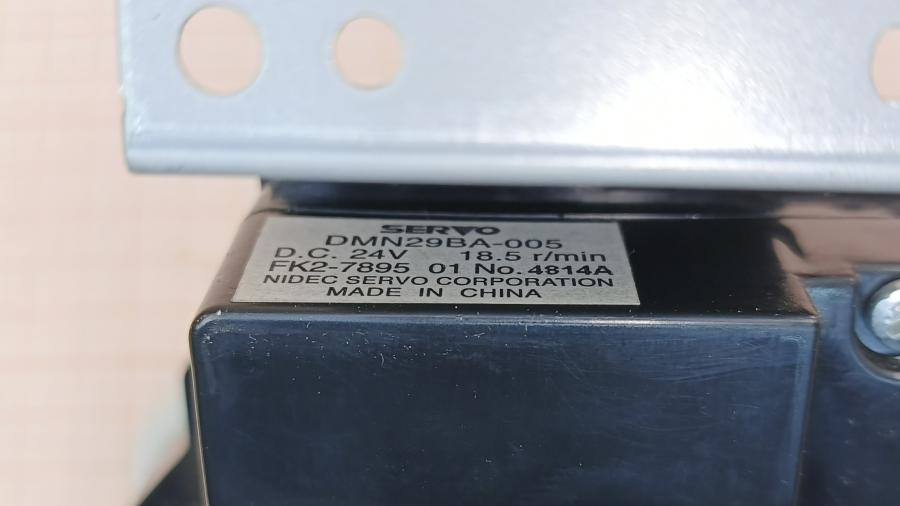 SERVO
DMN29BA-005
D.C. 24V 18.5 r/min
FK2-7895 01 No. 4814A
NIDEC SERVO CORPORATION
MADE IN CHINA